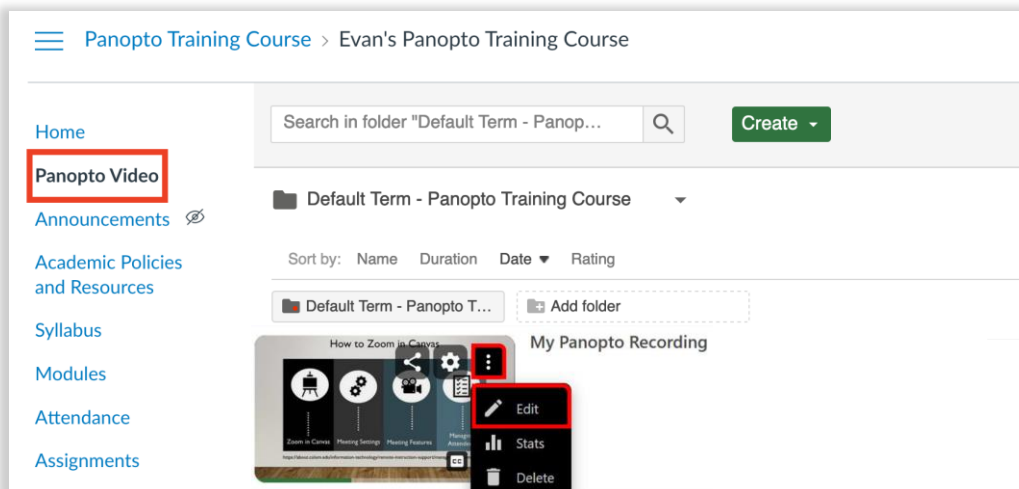 Panopto Training Course > Evan's Panopto Training Course
Home
Panopto Video
Announcements
Academic Policies
and Resources
Syllabus
Modules
Attendance
Assignments
Search in folder "Default Term - Panop...
Create
Default Term - Panopto Training Course
Sort by: Name Duration Date Rating
Default Term - Panopto T...
Add folder
My Panopto Recording
How to Zoom in Canvas
Zoom in Canvas Meeting Settings Meeting Features
CC
Edit
Stats
Delete